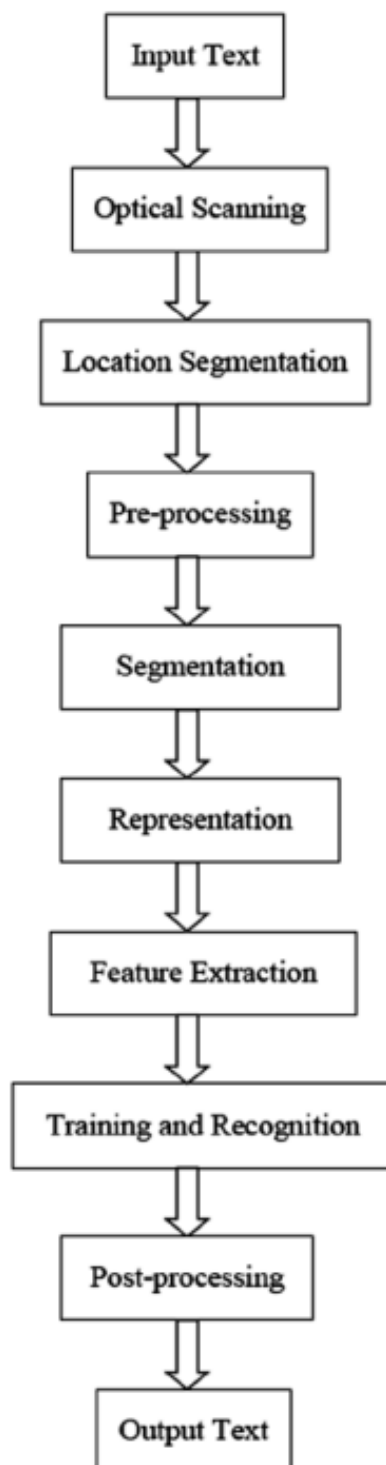 Input Text
Optical Scanning
Location Segmentation
Pre-processing
Segmentation
Representation
Feature Extraction
Training and Recognition
Post-processing
Output Text